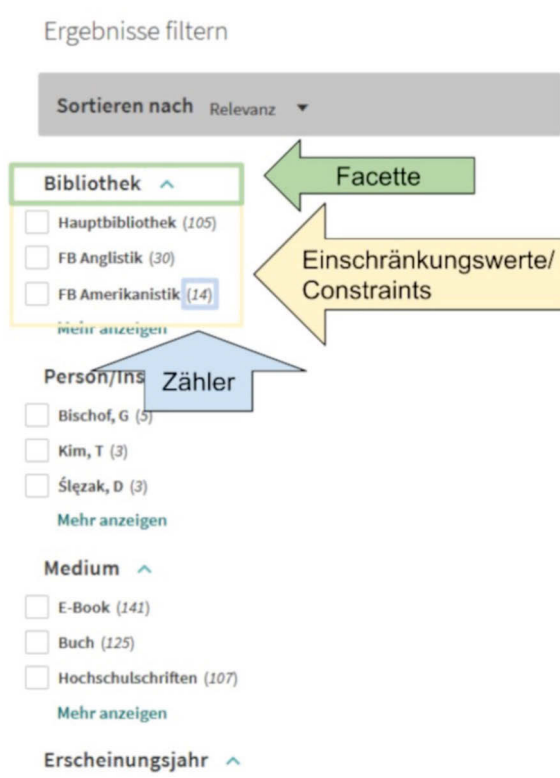 Ergebnisse filtern
Sortieren nach Relevanz
Bibliothek
Facette
Hauptbibliothek (105)
FB Anglistik (30)
FB Amerikanistik (14)
Einschränkungswerte/
Constraints
Mehr anzeigen
Person/Ins
Zähler
Bischof, G (5)
Kim, T (3)
Ślęzak, D (3)
Mehr anzeigen
Medium
E-Book (141)
Buch (125)
Hochschulschriften (107)
Mehr anzeigen
Erscheinungsjahr